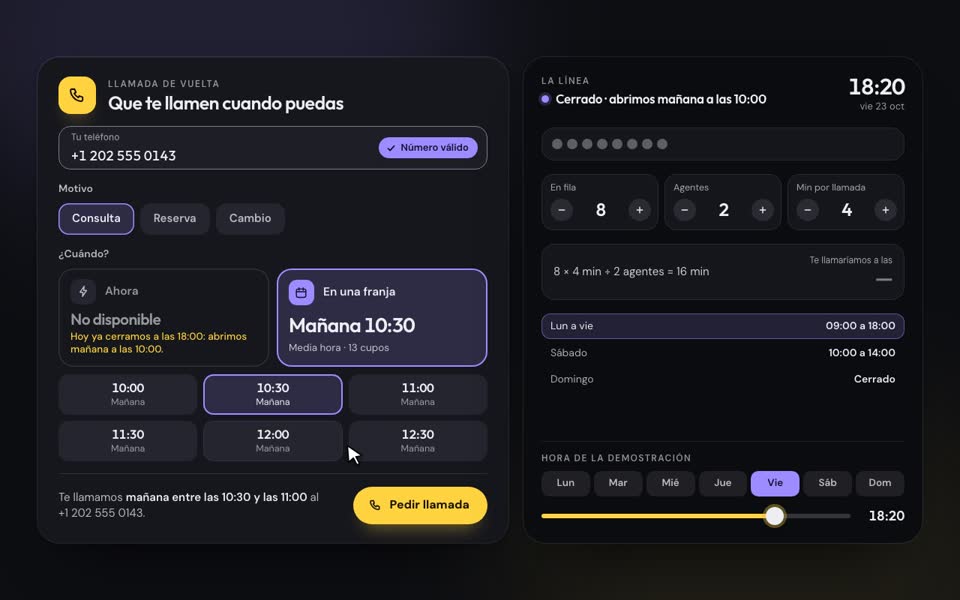 LLAMADA DE VUELTA
Que te llamen cuando puedas
Tu teléfono
+1 202 555 0143
Número válido
Motivo
Consulta
Reserva
Cambio
¿Cuándo?
Ahora
No disponible
Hoy ya cerramos a las 18:00: abrimos
mañana a las 10:00.
En una franja
Mañana 10:30
Media hora · 13 cupos
10:00
Mañana
10:30
Mañana
11:00
Mañana
11:30
Mañana
12:00
Mañana
12:30
Mañana
Te llamamos mañana entre las 10:30 y las 11:00 al
+1 202 555 0143.
Pedir llamada
LA LÍNEA
Cerrado · abrimos mañana a las 10:00
18:20
vie 23 oct
En fila
− 8 +
Agentes
− 2 +
Min por llamada
− 4 +
8 × 4 min ÷ 2 agentes = 16 min
Te llamaríamos a las
—
Lun a vie 09:00 a 18:00
Sábado 10:00 a 14:00
Domingo Cerrado
HORA DE LA DEMOSTRACIÓN
Lun Mar Mié Jue Vie Sáb Dom
18:20